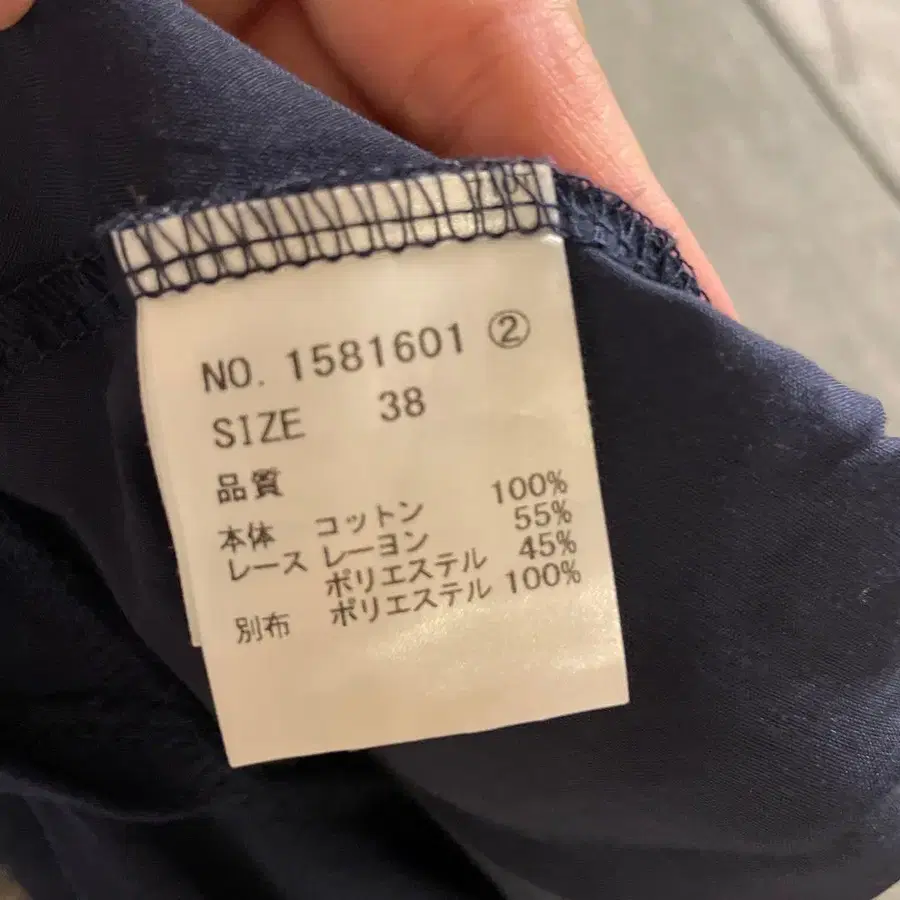 NO. 1581601 ②
SIZE 38
品質
本体 コットン 100%
レース レーヨン 55%
ポリエステル 45%
別布 ポリエステル 100%